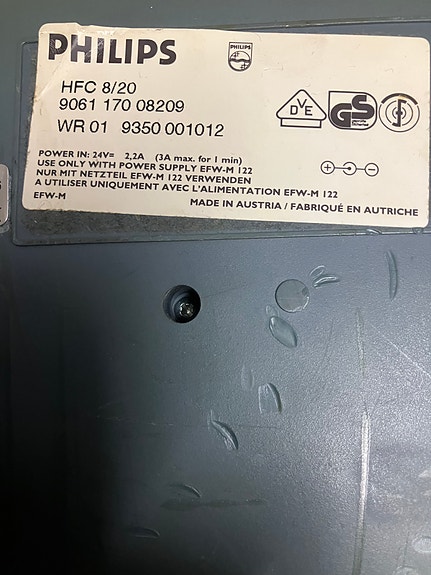 PHILIPS
PHILIPS
HFC 8/20
9061 170 08209
WR 01 9350 001012
VDE
GS
POWER IN: 24V= 2,2A (3A max. for 1 min)
USE ONLY WITH POWER SUPPLY EFW-M 122
NUR MIT NETZTEIL EFW-M 122 VERWENDEN
A UTILISER UNIQUEMENT AVEC L'ALIMENTATION EFW-M 122
EFW-M
MADE IN AUSTRIA / FABRIQUÉ EN AUTRICHE